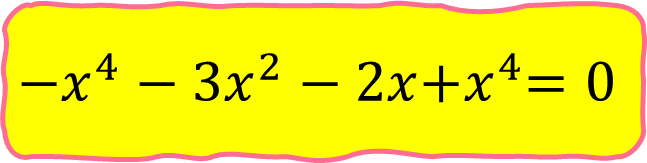 −x⁴ − 3x² − 2x+x⁴= 0